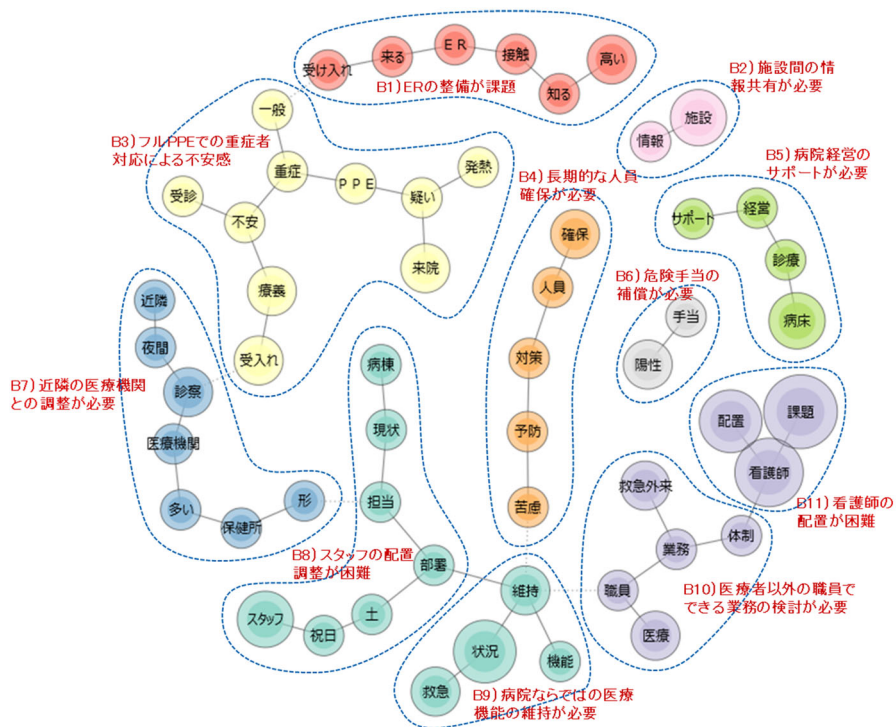 受け入れ
来る
ER
接触
知る
高い
B1)ERの整備が課題
B2)施設間の情
報共有が必要
情報
施設
一般
B3)フルPPEでの重症者
対応による不安感
重症
PPE
疑い
発熱
来院
受診
不安
療養
受入れ
B4)長期的な人員
確保が必要
確保
人員
対策
予防
苦慮
B5)病院経営の
サポートが必要
サポート
経営
診療
病床
B6)危険手当の
補償が必要
手当
陽性
近隣
夜間
診察
B7)近隣の医療機関
との調整が必要
医療機関
多い
保健所
形
病棟
現状
担当
B8)スタッフの配置
調整が困難
部署
土
祝日
スタッフ
維持
状況
救急
機能
B9)病院ならではの医療
機能の維持が必要
配置
課題
看護師
B11)看護師の
配置が困難
救急外来
業務
体制
職員
医療
B10)医療者以外の職員で
できる業務の検討が必要